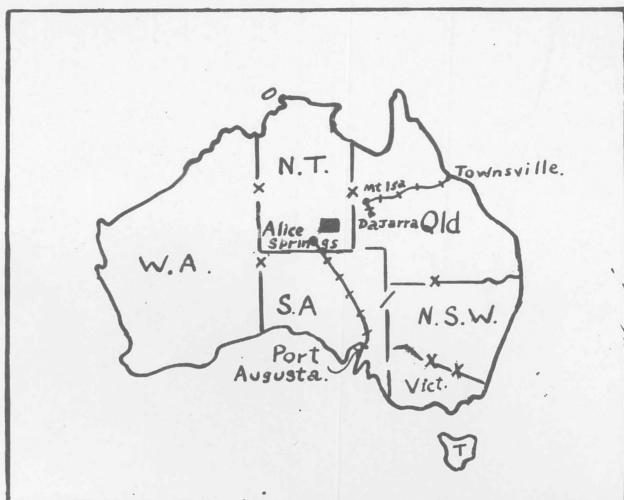 N.T.
Townsville.
Mt Isa
Dajarra Qld
Alice
Springs
W.A.
S.A
N.S.W.
Port
Augusta.
Vict.
T